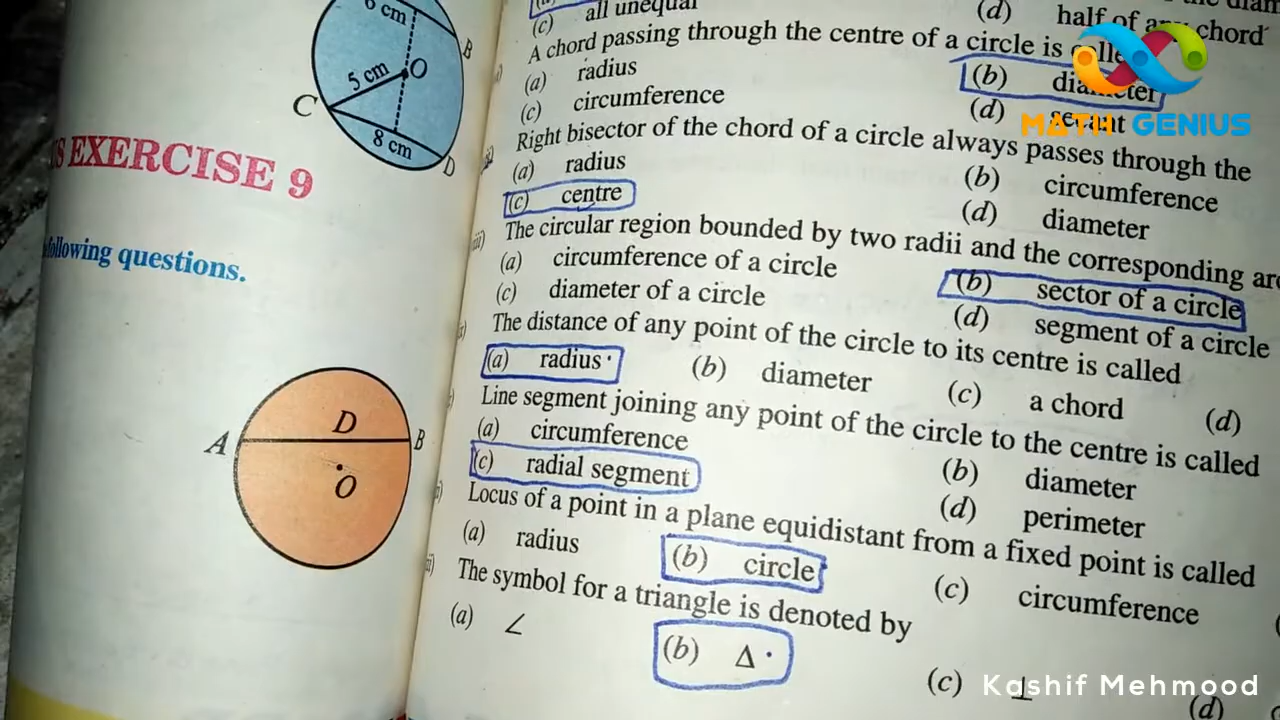 6 cm
B
5 cm
O
C
8 cm
D
EXERCISE 9
following questions.
A
D
B
O
(c) all unequal
(d) half of any chord
A chord passing through the centre of a circle is called
(a) radius
(b) diameter
(c) circumference
(d) secant
Right bisector of the chord of a circle always passes through the
(a) radius
(b) circumference
(c) centre
(d) diameter
The circular region bounded by two radii and the corresponding arc
(a) circumference of a circle
(b) sector of a circle
(c) diameter of a circle
(d) segment of a circle
The distance of any point of the circle to its centre is called
(a) radius (b) diameter (c) a chord (d)
Line segment joining any point of the circle to the centre is called
(a) circumference
(b) diameter
(c) radial segment
(d) perimeter
Locus of a point in a plane equidistant from a fixed point is called
(a) radius (b) circle (c) circumference
The symbol for a triangle is denoted by
(a) ∠ (b) Δ (c) ⊥ (d)
MATH GENIUS
Kashif Mehmood